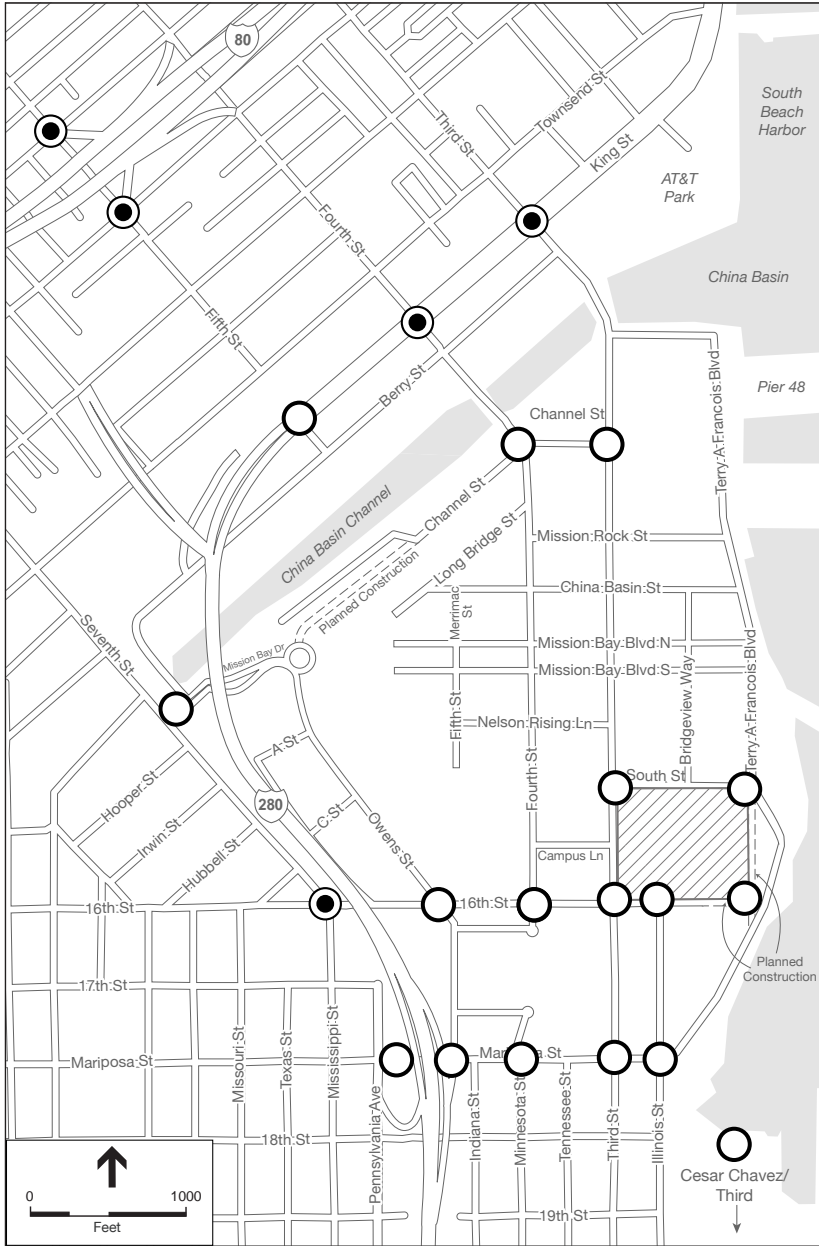 80
South
Beach
Harbor
Townsend St
Third St
King St
AT&T
Park
Fourth St
China Basin
Fifth St
Berry St
Terry A Francois Blvd
Pier 48
Channel St
Channel St
China Basin Channel
Long Bridge St
Mission Rock St
Planned Construction
China Basin St
Merrimac
St
Seventh St
Mission Bay Dr
Mission Bay Blvd N
Mission Bay Blvd S
Bridgeview Way
Terry A Francois Blvd
Fifth St
Nelson Rising Ln
A St
South St
Hooper St
280
Fourth St
C St
Irwin St
Owens St
Hubbell St
Campus Ln
16th St
16th St
Planned
Construction
17th St
Mariposa St
Missouri St
Texas St
Mississippi St
Pennsylvania Ave
Indiana St
Minnesota St
Tennessee St
Third St
Illinois St
18th St
Cesar Chavez/
Third
19th St
0
1000
Feet